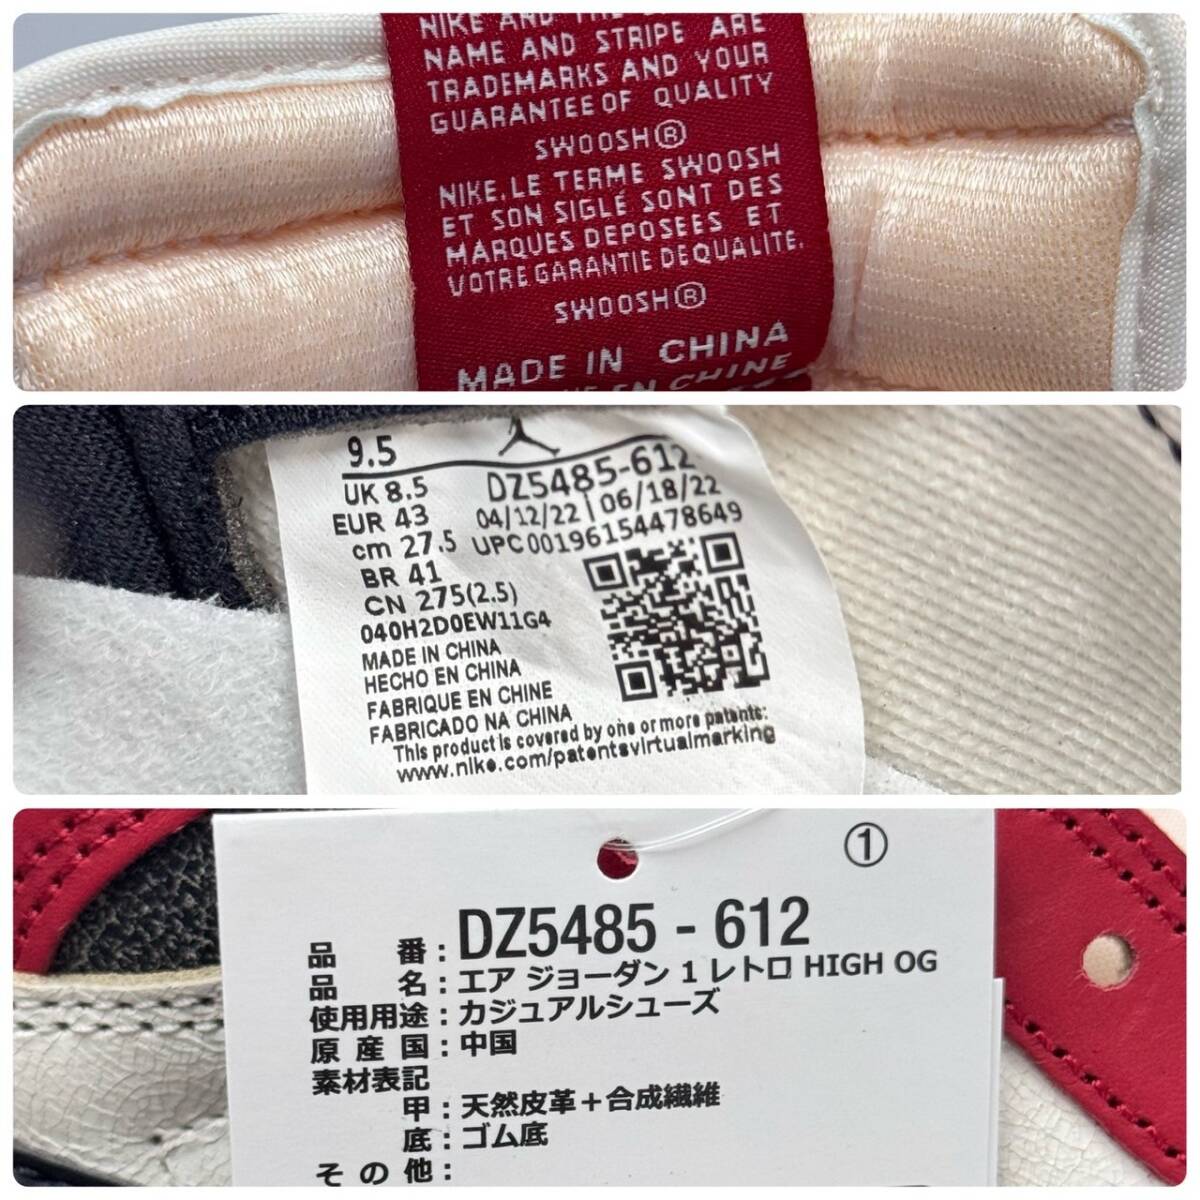 NIKE AND THE
NAME AND STRIPE ARE
TRADEMARKS AND YOUR
GUARANTEE OF QUALITY
SWOOSH®
NIKE, LE TERME SWOOSH
ET SON SIGLÉ SONT DES
MARQUES DEPOSEES ET
VOTRE GARANTIE DE QUALITE.
SWOOSH®
MADE IN CHINA
EN CHINE
9.5
UK 8.5
EUR 43
cm 27.5
BR 41
CN 275(2.5)
040H2D0EW11G4
DZ5485-612
04/12/22 | 06/18/22
UPC00196154478649
MADE IN CHINA
HECHO EN CHINA
FABRIQUE EN CHINE
FABRICADO NA CHINA
This product is covered by one or more patents:
www.nike.com/patentsvirtualmarking
①
品番:DZ5485-612
品名:エア ジョーダン 1 レトロ HIGH OG
使用用途:カジュアルシューズ
原産国:中国
素材表記
甲:天然皮革+合成繊維
底:ゴム底
その他: